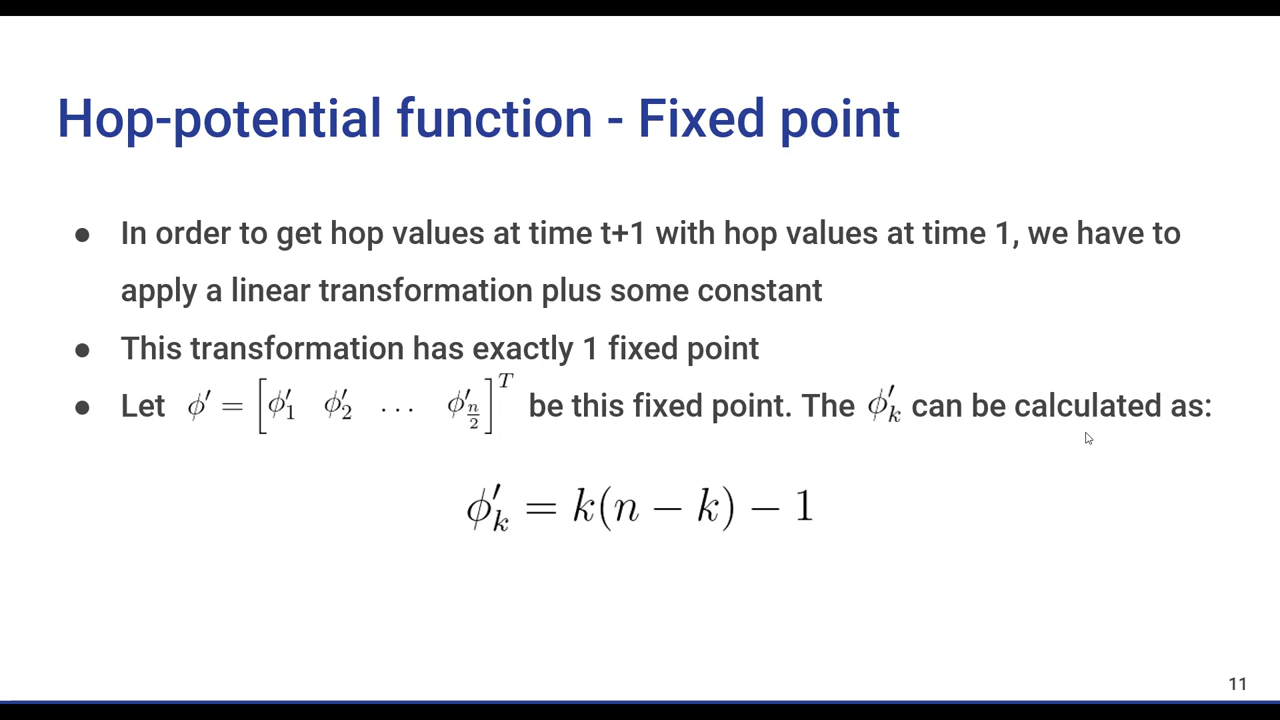 Hop-potential function - Fixed point
● In order to get hop values at time t+1 with hop values at time 1, we have to
apply a linear transformation plus some constant
● This transformation has exactly 1 fixed point
● Let ϕ′ = [ϕ′₁ ϕ′₂ … ϕ′_{n/2}]^T be this fixed point. The ϕ′ₖ can be calculated as:
ϕ′ₖ = k(n − k) − 1
11